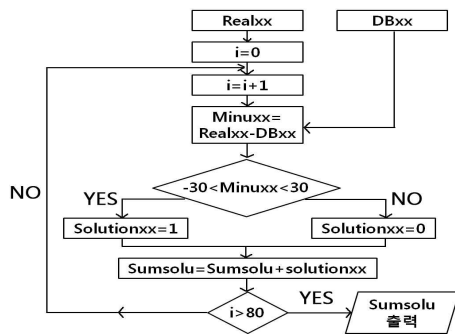 Realxx
DBxx
i=0
i=i+1
Minuxx=
Realxx-DBxx
-30<Minuxx<30
NO
YES
NO
Solutionxx=1
Solutionxx=0
Sumsolu=Sumsolu+solutionxx
i>80
YES
Sumsolu
출력